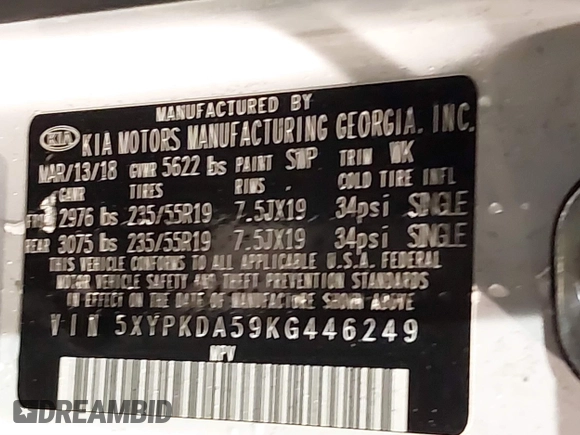 MANUFACTURED BY
KIA KIA MOTORS MANUFACTURING GEORGIA, INC.
MAR/13/18 GVWR 5622 lbs PAINT SWP TRIM WK
GAWR TIRES RIMS COLD TIRE INFL
FRT 2976 lbs 235/55R19 7.5JX19 34psi SINGLE
REAR 3075 lbs 235/55R19 7.5JX19 34psi SINGLE
THIS VEHICLE CONFORMS TO ALL APPLICABLE U.S.A. FEDERAL
MOTOR VEHICLE SAFETY AND THEFT PREVENTION STANDARDS
IN EFFECT ON THE DATE OF MANUFACTURE SHOWN ABOVE.
VIN 5XYPKDA59KG446249
MPV
DREAMBID